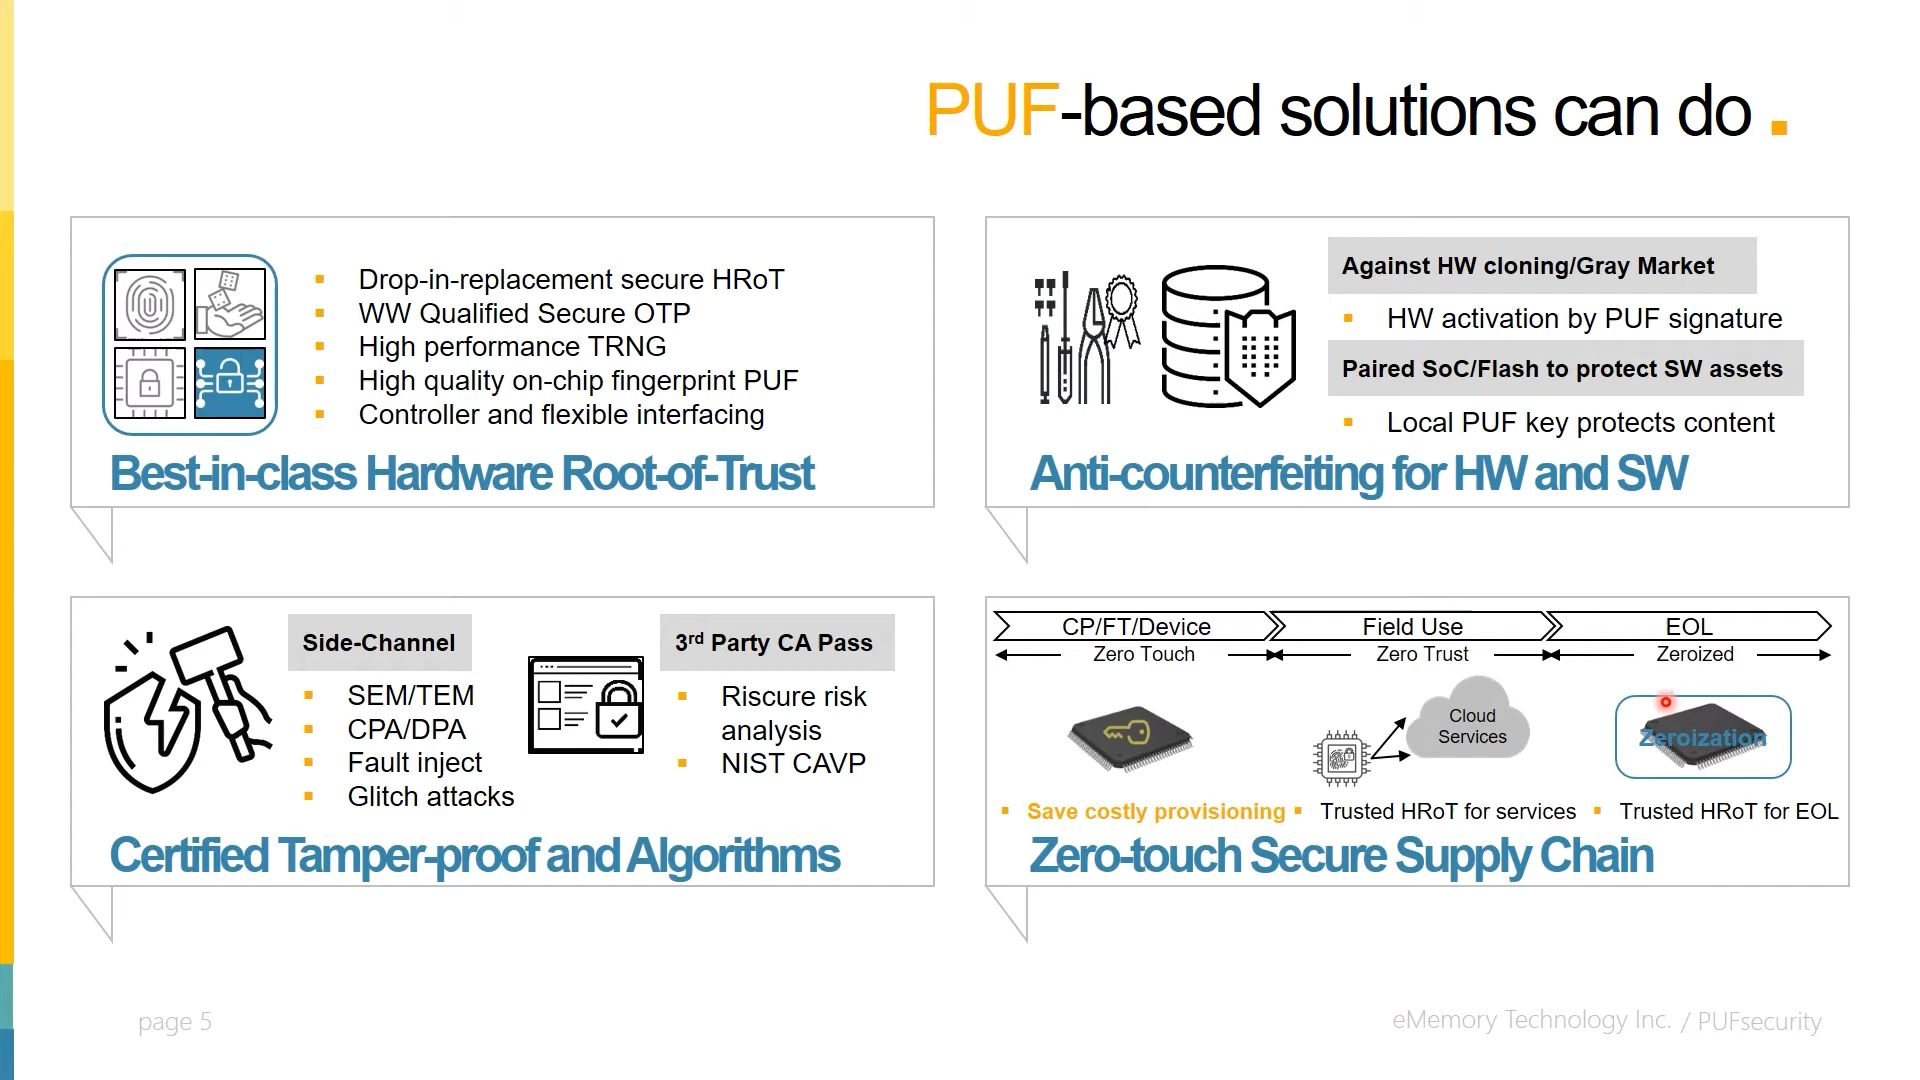 PUF-based solutions can do .
Drop-in-replacement secure HRoT
WW Qualified Secure OTP
High performance TRNG
High quality on-chip fingerprint PUF
Controller and flexible interfacing
Best-in-class Hardware Root-of-Trust
Against HW cloning/Gray Market
HW activation by PUF signature
Paired SoC/Flash to protect SW assets
Local PUF key protects content
Anti-counterfeiting for HW and SW
Side-Channel
SEM/TEM
CPA/DPA
Fault inject
Glitch attacks
3rd Party CA Pass
Riscure risk
analysis
NIST CAVP
Certified Tamper-proof and Algorithms
CP/FT/Device
Field Use
EOL
Zero Touch
Zero Trust
Zeroized
Cloud
Services
Zeroization
Save costly provisioning
Trusted HRoT for services
Trusted HRoT for EOL
Zero-touch Secure Supply Chain
page 5
eMemory Technology Inc. / PUFsecurity